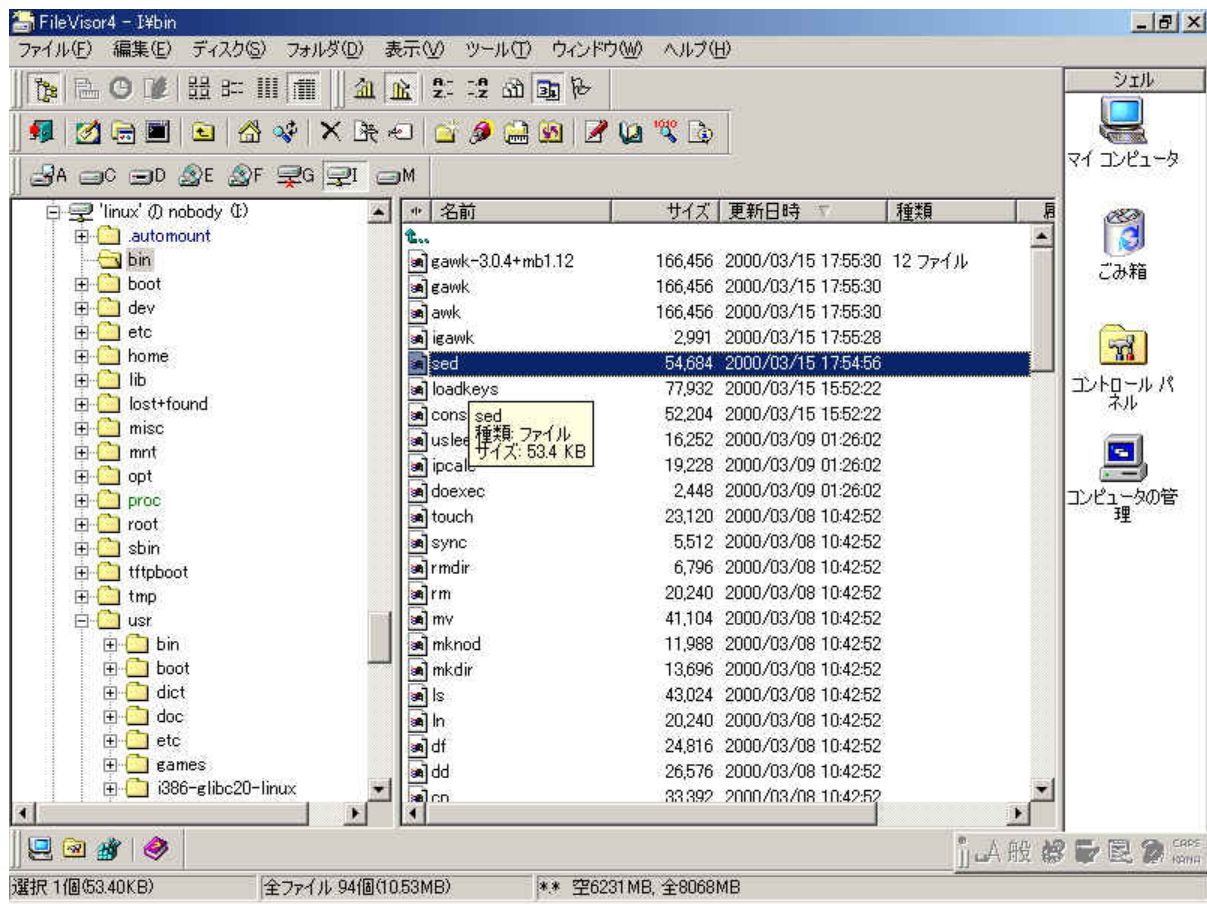 FileVisor4 - I¥bin
ファイル(F) 編集(E) ディスク(S) フォルダ(D) 表示(V) ツール(T) ウィンドウ(W) ヘルプ(H)
A C D E F G I M
'linux' の nobody (I)
.automount
bin
boot
dev
etc
home
lib
lost+found
misc
mnt
opt
proc
root
sbin
tftpboot
tmp
usr
bin
boot
dict
doc
etc
games
i386-glibc20-linux
名前 サイズ 更新日時 種類
gawk-3.0.4+mb1.12 166,456 2000/03/15 17:55:30 12 ファイル
gawk 166,456 2000/03/15 17:55:30
awk 166,456 2000/03/15 17:55:30
igawk 2,991 2000/03/15 17:55:28
sed 54,684 2000/03/15 17:54:56
loadkeys 77,932 2000/03/15 15:52:22
cons 52,204 2000/03/15 15:52:22
uslee 16,252 2000/03/09 01:26:02
ipcalc 19,228 2000/03/09 01:26:02
doexec 2,448 2000/03/09 01:26:02
touch 23,120 2000/03/08 10:42:52
sync 5,512 2000/03/08 10:42:52
rmdir 6,796 2000/03/08 10:42:52
rm 20,240 2000/03/08 10:42:52
mv 41,104 2000/03/08 10:42:52
mknod 11,988 2000/03/08 10:42:52
mkdir 13,696 2000/03/08 10:42:52
ls 43,024 2000/03/08 10:42:52
ln 20,240 2000/03/08 10:42:52
df 24,816 2000/03/08 10:42:52
dd 26,576 2000/03/08 10:42:52
cp 33,392 2000/03/08 10:42:52
sed
種類: ファイル
サイズ: 53.4 KB
シェル
マイ コンピュータ
ごみ箱
コントロール パ
ネル
コンピュータの管
理
A 般 CAPS
KANA
選択 1個(53.40KB) 全ファイル 94個(10.53MB) *.* 空6231MB, 全8068MB